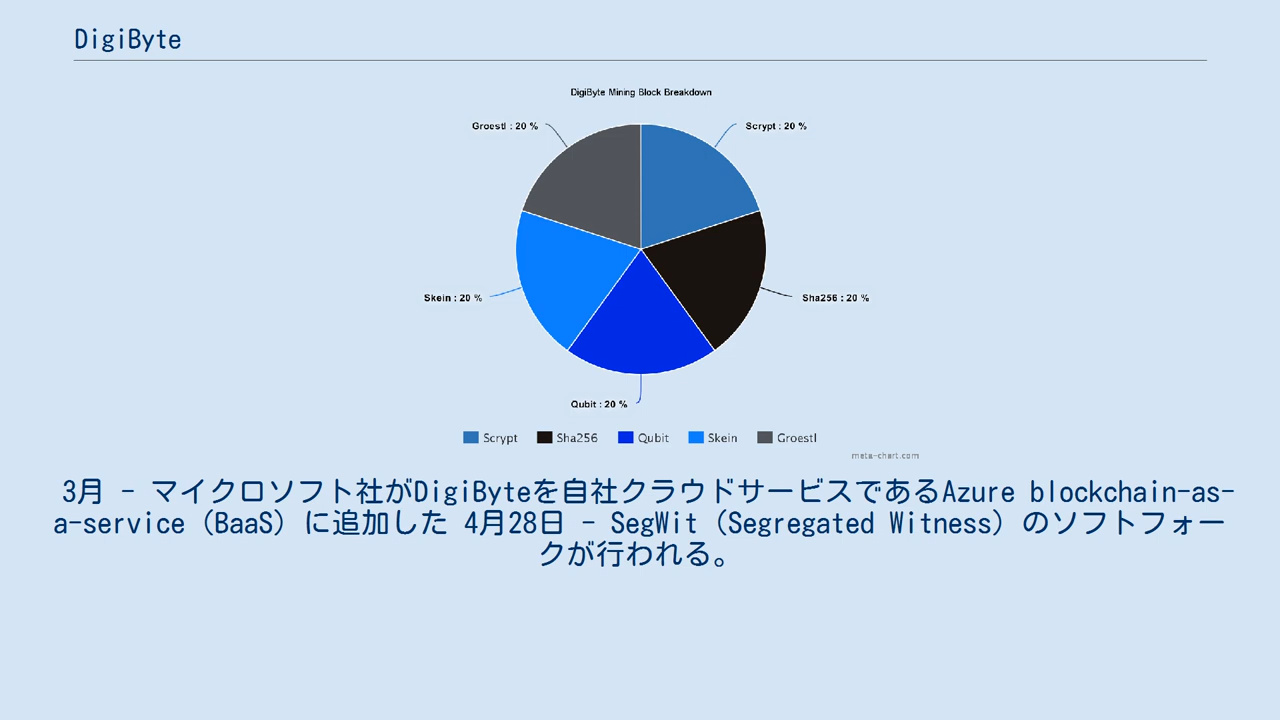 DigiByte
DigiByte Mining Block Breakdown
Groestl : 20 %
Scrypt : 20 %
Skein : 20 %
Sha256 : 20 %
Qubit : 20 %
Scrypt Sha256 Qubit Skein Groestl
meta-chart.com
3月 - マイクロソフト社がDigiByteを自社クラウドサービスであるAzure blockchain-as-
a-service（BaaS）に追加した 4月28日 - SegWit（Segregated Witness）のソフトフォー
クが行われる。